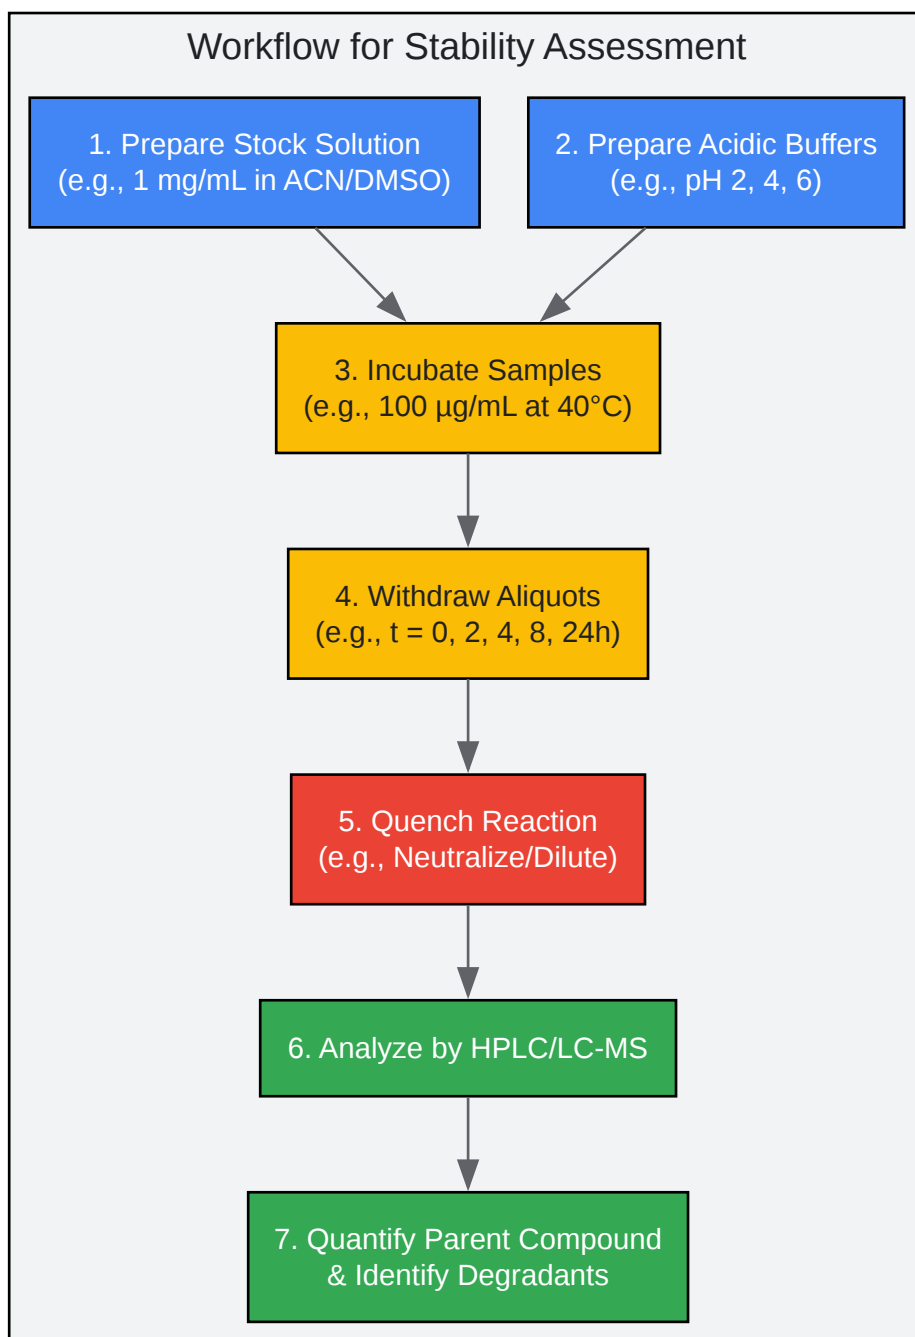 Workflow for Stability Assessment
1. Prepare Stock Solution
(e.g., 1 mg/mL in ACN/DMSO)
2. Prepare Acidic Buffers
(e.g., pH 2, 4, 6)
3. Incubate Samples
(e.g., 100 µg/mL at 40°C)
4. Withdraw Aliquots
(e.g., t = 0, 2, 4, 8, 24h)
5. Quench Reaction
(e.g., Neutralize/Dilute)
6. Analyze by HPLC/LC-MS
7. Quantify Parent Compound
& Identify Degradants